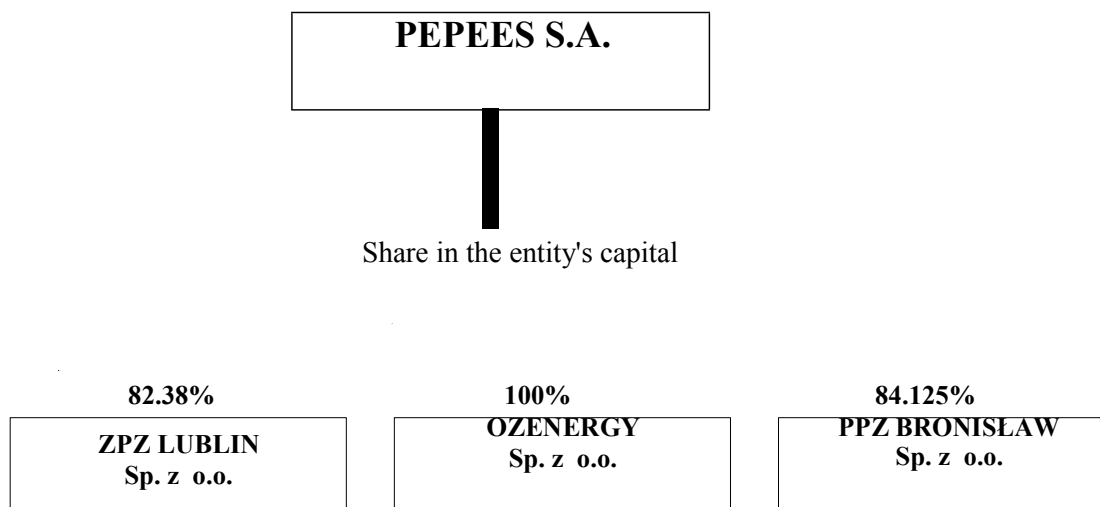 PEPEES S.A.
Share in the entity's capital
82.38%
100%
84.125%
ZPZ LUBLIN
Sp. z o.o.
OZENERGY
Sp. z o.o.
PPZ BRONISŁAW
Sp. z o.o.